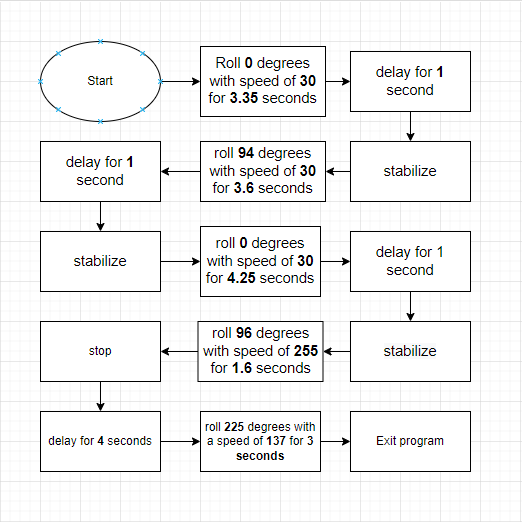 Start
Roll 0 degrees
with speed of 30
for 3.35 seconds
delay for 1
second
stabilize
roll 94 degrees
with speed of 30
for 3.6 seconds
delay for 1
second
stabilize
roll 0 degrees
with speed of 30
for 4.25 seconds
delay for 1
second
stabilize
roll 96 degrees
with speed of 255
for 1.6 seconds
stop
delay for 4 seconds
roll 225 degrees with
a speed of 137 for 3
seconds
Exit program